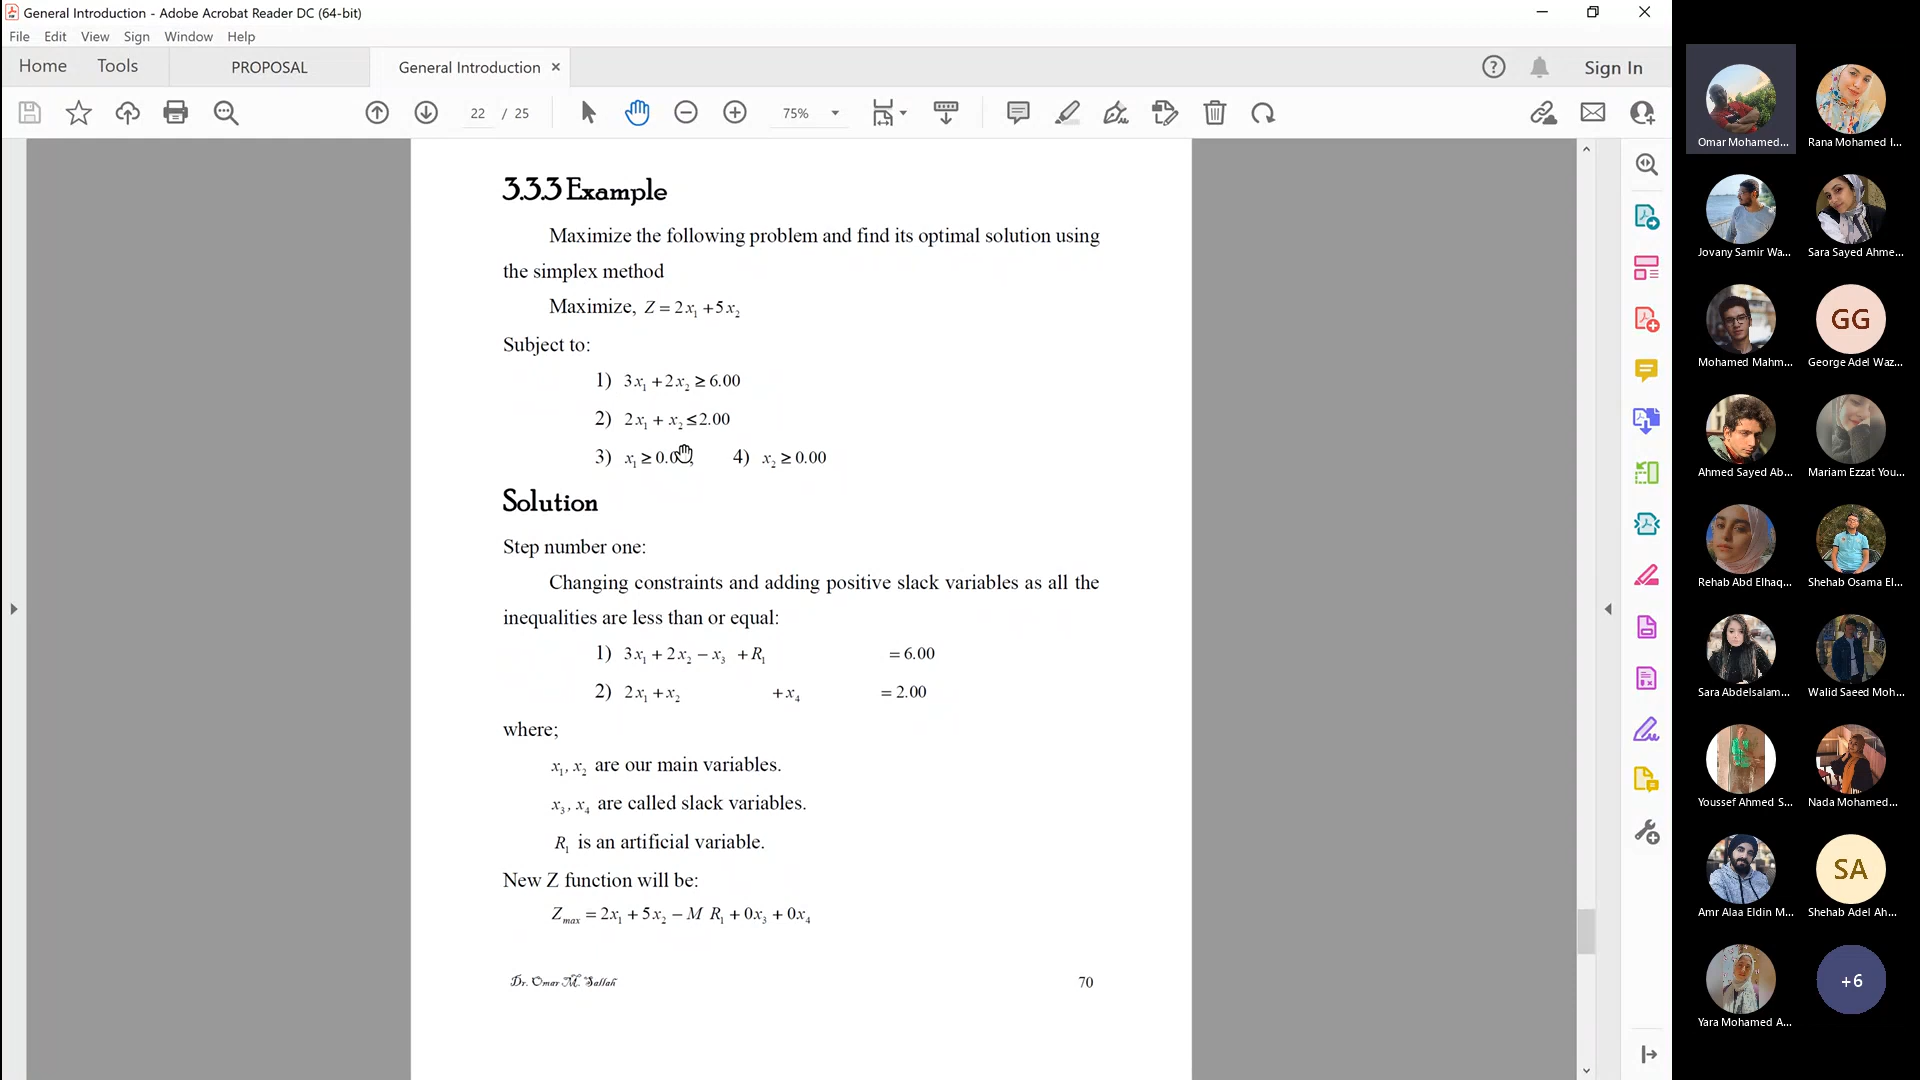 General Introduction - Adobe Acrobat Reader DC (64-bit)
File Edit View Sign Window Help
Home Tools PROPOSAL General Introduction × Sign In
22 / 25 75%
3.3.3 Example
Maximize the following problem and find its optimal solution using
the simplex method
Maximize, Z = 2x₁ + 5x₂
Subject to:
1) 3x₁ + 2x₂ ≥ 6.00
2) 2x₁ + x₂ ≤ 2.00
3) x₁ ≥ 0.0 , 4) x₂ ≥ 0.00
Solution
Step number one:
Changing constraints and adding positive slack variables as all the
inequalities are less than or equal:
1) 3x₁ + 2x₂ − x₃ + R₁ = 6.00
2) 2x₁ + x₂ + x₄ = 2.00
where;
x₁, x₂ are our main variables.
x₃, x₄ are called slack variables.
R₁ is an artificial variable.
New Z function will be:
Zmax = 2x₁ + 5x₂ − M R₁ + 0x₃ + 0x₄
Dr. Omar M. Sallah 70
Omar Mohamed... Rana Mohamed I...
Jovany Samir Wa... Sara Sayed Ahme...
GG
Mohamed Mahm... George Adel Waz...
Ahmed Sayed Ab... Mariam Ezzat You...
Rehab Abd Elhaq... Shehab Osama El...
Sara Abdelsalam... Walid Saeed Moh...
Youssef Ahmed S... Nada Mohamed...
SA
Amr Alaa Eldin M... Shehab Adel Ah...
+6
Yara Mohamed A...